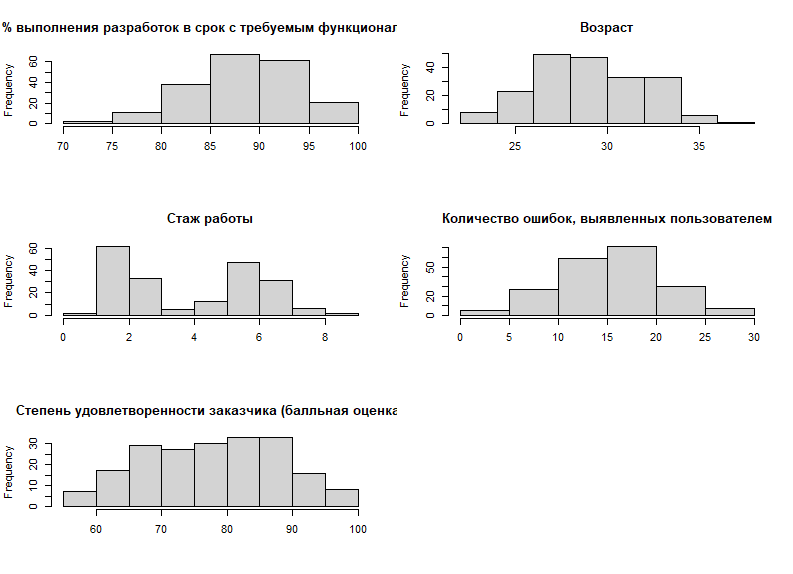 % выполнения разработок в срок с требуемым функционал
Frequency
0 20 40 60
70 75 80 85 90 95 100
Возраст
Frequency
0 20 40
25 30 35
Стаж работы
Frequency
0 20 40 60
0 2 4 6 8
Количество ошибок, выявленных пользователем
Frequency
0 20 50
0 5 10 15 20 25 30
Степень удовлетворенности заказчика (балльная оценка
Frequency
0 10 20 30
60 70 80 90 100